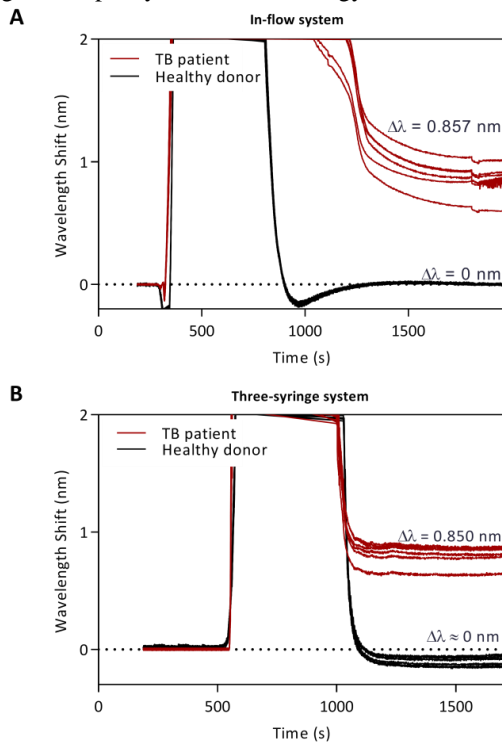 A
In-flow system
2
TB patient
Healthy donor
Δλ = 0.857 nm
1
Wavelength Shift (nm)
Δλ = 0 nm
0
0
500
1000
1500
Time (s)
B
Three-syringe system
2
TB patient
Healthy donor
Δλ = 0.850 nm
1
Wavelength Shift (nm)
Δλ ≈ 0 nm
0
0
500
1000
1500
Time (s)